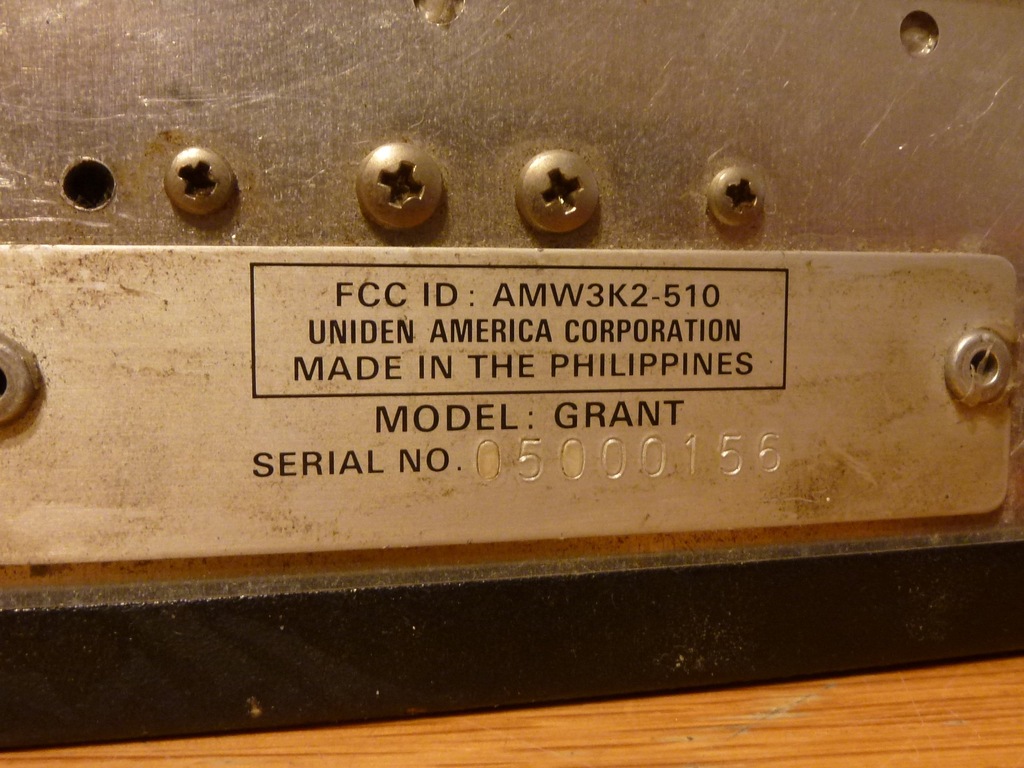 FCC ID: AMW3K2-510
UNIDEN AMERICA CORPORATION
MADE IN THE PHILIPPINES
MODEL: GRANT
SERIAL NO. 05000156